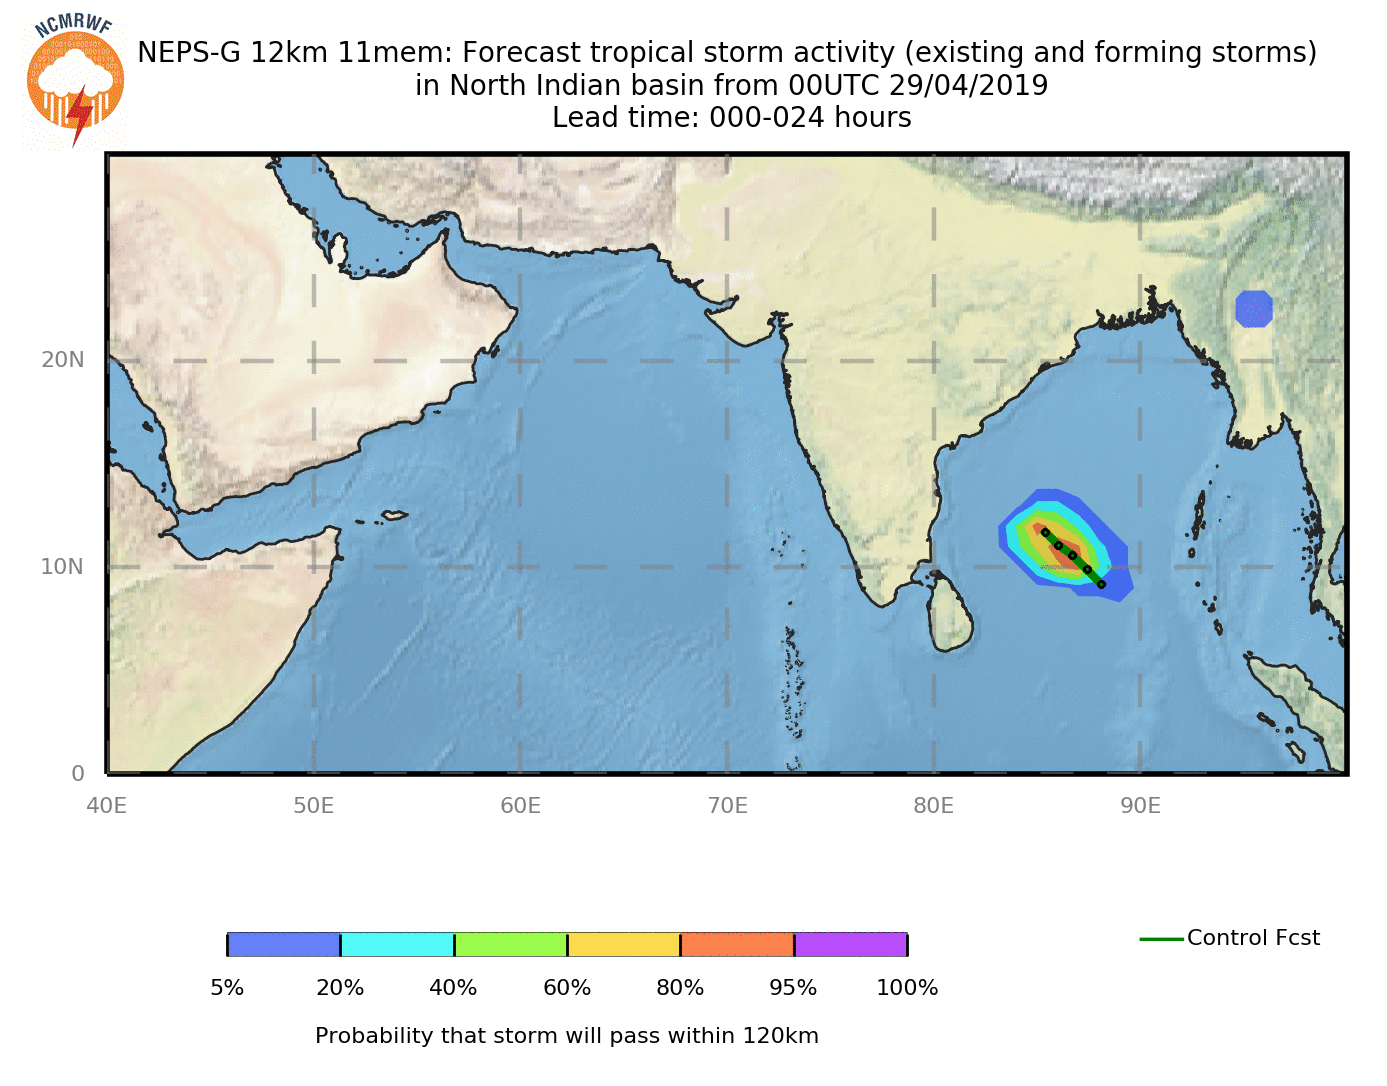 NCMRWF
NEPS-G 12km 11mem: Forecast tropical storm activity (existing and forming storms)
in North Indian basin from 00UTC 29/04/2019
Lead time: 000-024 hours
20N
10N
0
40E 50E 60E 70E 80E 90E
Control Fcst
5% 20% 40% 60% 80% 95% 100%
Probability that storm will pass within 120km